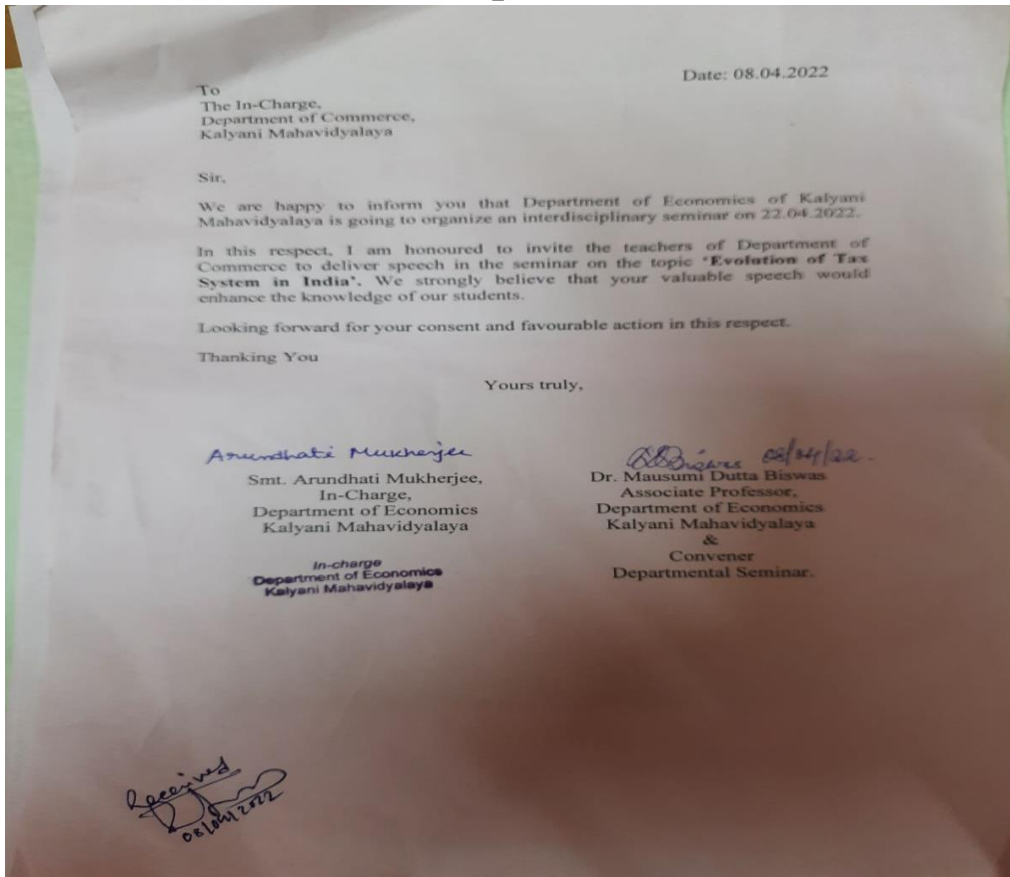 Date: 08.04.2022
To
The In-Charge,
Department of Commerce,
Kalyani Mahavidyalaya
Sir,
We are happy to inform you that Department of Economics of Kalyani
Mahavidyalaya is going to organize an interdisciplinary seminar on 22.04.2022.
In this respect, I am honoured to invite the teachers of Department of
Commerce to deliver speech in the seminar on the topic 'Evolution of Tax
System in India'. We strongly believe that your valuable speech would
enhance the knowledge of our students.
Looking forward for your consent and favourable action in this respect.
Thanking You
Yours truly,
Arundhati Mukherjee
Smt. Arundhati Mukherjee,
In-Charge,
Department of Economics
Kalyani Mahavidyalaya
In-charge
Department of Economics
Kalyani Mahavidyalaya
Biswas 08/04/22.
Dr. Mausumi Dutta Biswas
Associate Professor,
Department of Economics
Kalyani Mahavidyalaya
&
Convener
Departmental Seminar.
Received
08/04/2022